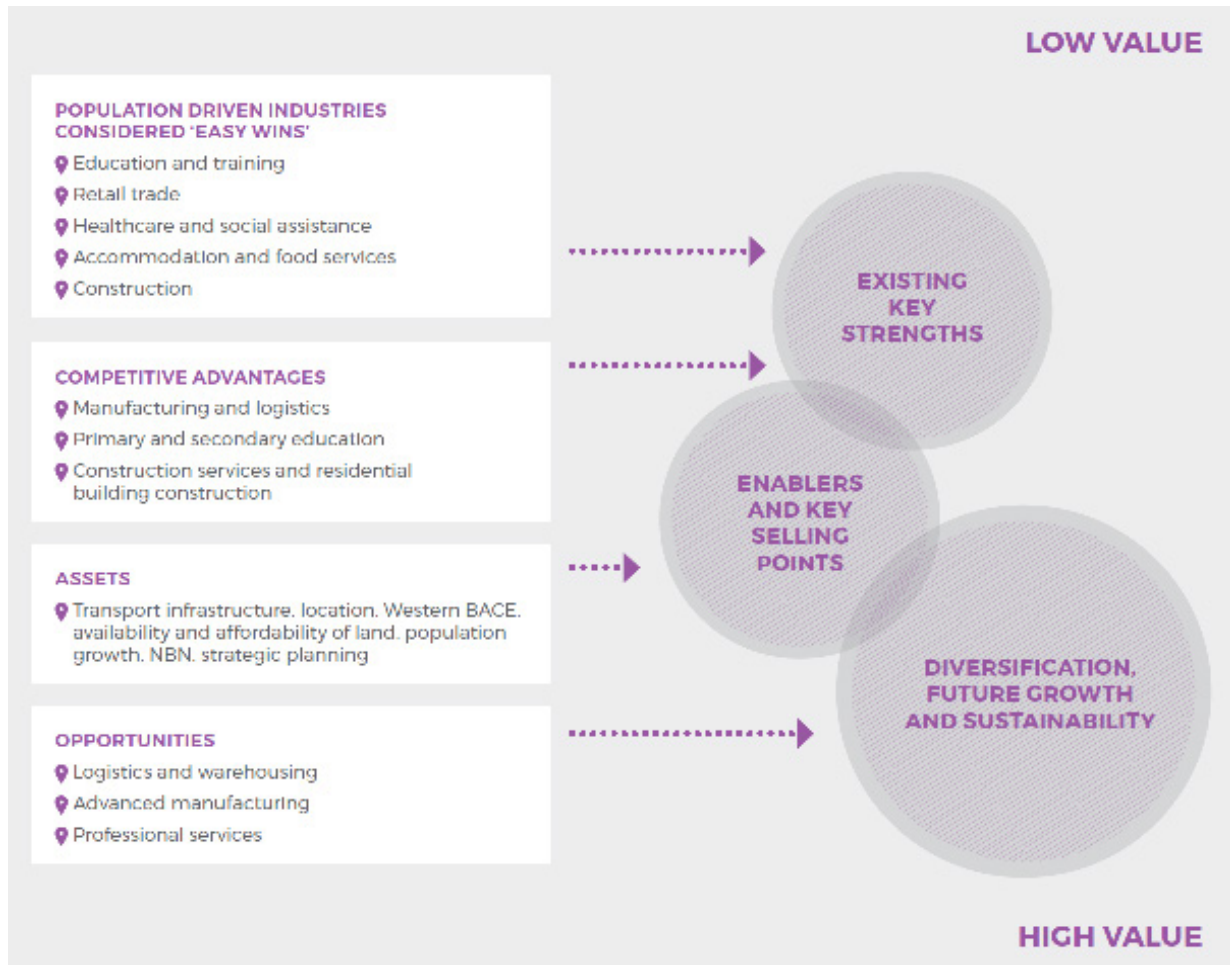 LOW VALUE
POPULATION DRIVEN INDUSTRIES
CONSIDERED ‘EASY WINS’
Education and training
Retail trade
Healthcare and social assistance
Accommodation and food services
Construction
COMPETITIVE ADVANTAGES
Manufacturing and logistics
Primary and secondary education
Construction services and residential
building construction
ASSETS
Transport infrastructure, location, Western BACE,
availability and affordability of land, population
growth, NBN, strategic planning
OPPORTUNITIES
Logistics and warehousing
Advanced manufacturing
Professional services
EXISTING
KEY
STRENGTHS
ENABLERS
AND KEY
SELLING
POINTS
DIVERSIFICATION,
FUTURE GROWTH
AND SUSTAINABILITY
HIGH VALUE